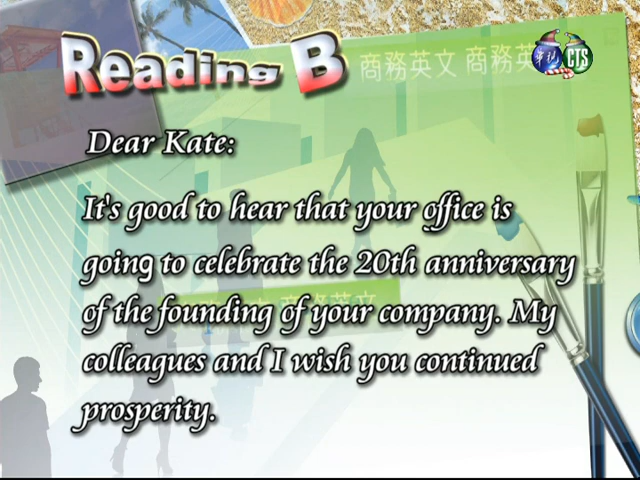 Reading B
商務英文 商務英
華視 CTS
Dear Kate:
It's good to hear that your office is
going to celebrate the 20th anniversary
of the founding of your company. My
colleagues and I wish you continued
prosperity.